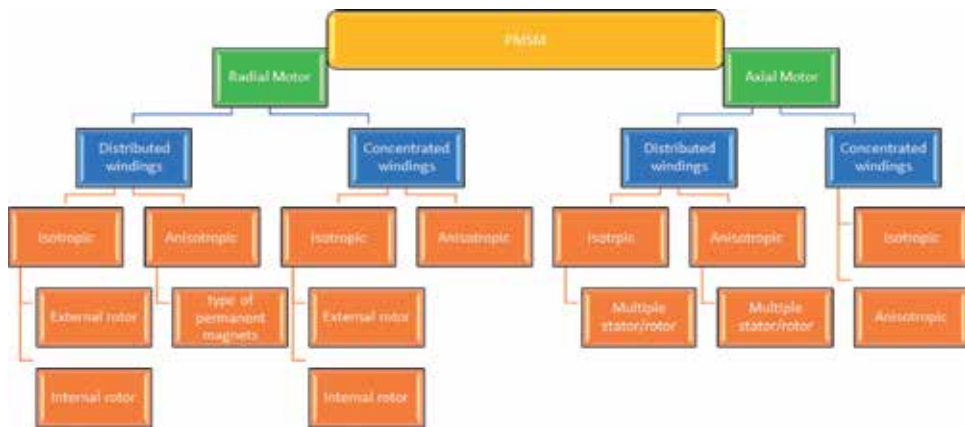 PMSM
Radial Motor
Axial Motor
Distributed
windings
Concentrated
windings
Distributed
windings
Concentrated
windings
Isotropic
Anisotropic
Isotropic
Anisotropic
Isotrpic
Anisotropic
Isotropic
External rotor
type of
permanent
magnets
External rotor
Multiple
stator/rotor
Multiple
stator/rotor
Anisotropic
Internal rotor
Internal rotor